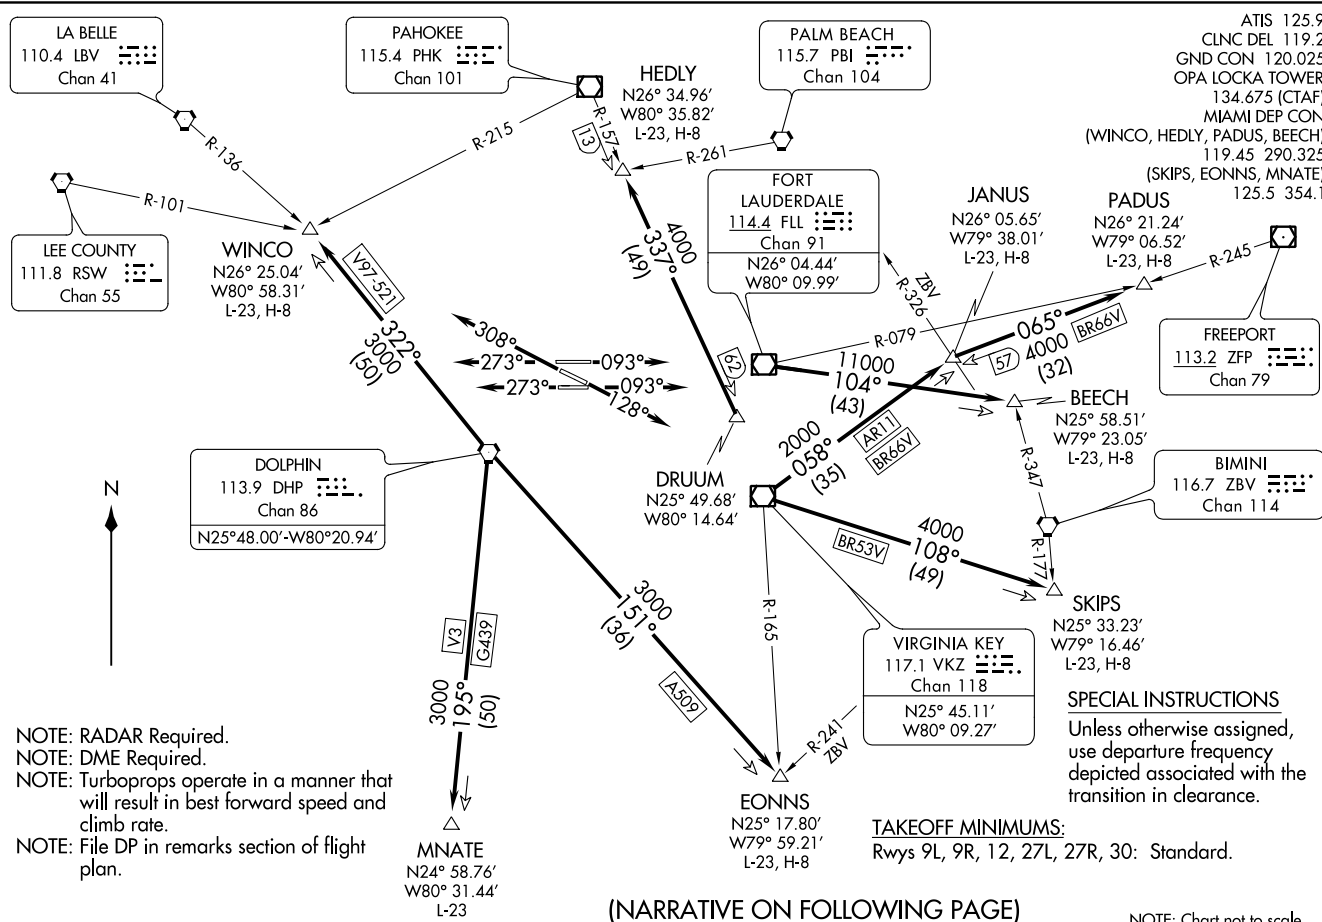 LA BELLE
110.4 LBV
Chan 41
PAHOKEE
115.4 PHK
Chan 101
PALM BEACH
115.7 PBI
Chan 104
ATIS 125.9
CLNC DEL 119.2
GND CON 120.025
OPA LOCKA TOWER
134.675 (CTAF)
MIAMI DEP CON
(WINCO, HEDLY, PADUS, BEECH)
119.45 290.325
(SKIPS, EONNS, MNATE)
125.5 354.1
HEDLY
N26° 34.96'
W80° 35.82'
L-23, H-8
R-136
R-215
R-157
13
R-261
R-101
LEE COUNTY
111.8 RSW
Chan 55
WINCO
N26° 25.04'
W80° 58.31'
L-23, H-8
V97-521
322°
3000
(50)
4000
337°
(49)
62
FORT
LAUDERDALE
114.4 FLL
Chan 91
N26° 04.44'
W80° 09.99'
JANUS
N26° 05.65'
W79° 38.01'
L-23, H-8
PADUS
N26° 21.24'
W79° 06.52'
L-23, H-8
R-245
ZBV
R-326
R-079
065°
4000
(32)
BR66V
57
FREEPORT
113.2 ZFP
Chan 79
308°
273°
093°
273°
093°
128°
11000
104°
(43)
BEECH
N25° 58.51'
W79° 23.05'
L-23, H-8
2000
058°
(35)
AR11
BR66V
DRUUM
N25° 49.68'
W80° 14.64'
DOLPHIN
113.9 DHP
Chan 86
N25°48.00'-W80°20.94'
N
R-347
BIMINI
116.7 ZBV
Chan 114
R-177
4000
108°
(49)
BR53V
SKIPS
N25° 33.23'
W79° 16.46'
L-23, H-8
3000
151°
(36)
A509
R-165
VIRGINIA KEY
117.1 VKZ
Chan 118
N25° 45.11'
W80° 09.27'
V3
G439
3000
195°
(50)
R-241
ZBV
SPECIAL INSTRUCTIONS
Unless otherwise assigned,
use departure frequency
depicted associated with the
transition in clearance.
NOTE: RADAR Required.
NOTE: DME Required.
NOTE: Turboprops operate in a manner that
will result in best forward speed and
climb rate.
NOTE: File DP in remarks section of flight
plan.
MNATE
N24° 58.76'
W80° 31.44'
L-23
EONNS
N25° 17.80'
W79° 59.21'
L-23, H-8
TAKEOFF MINIMUMS:
Rwys 9L, 9R, 12, 27L, 27R, 30: Standard.
(NARRATIVE ON FOLLOWING PAGE)
NOTE: Chart not to scale